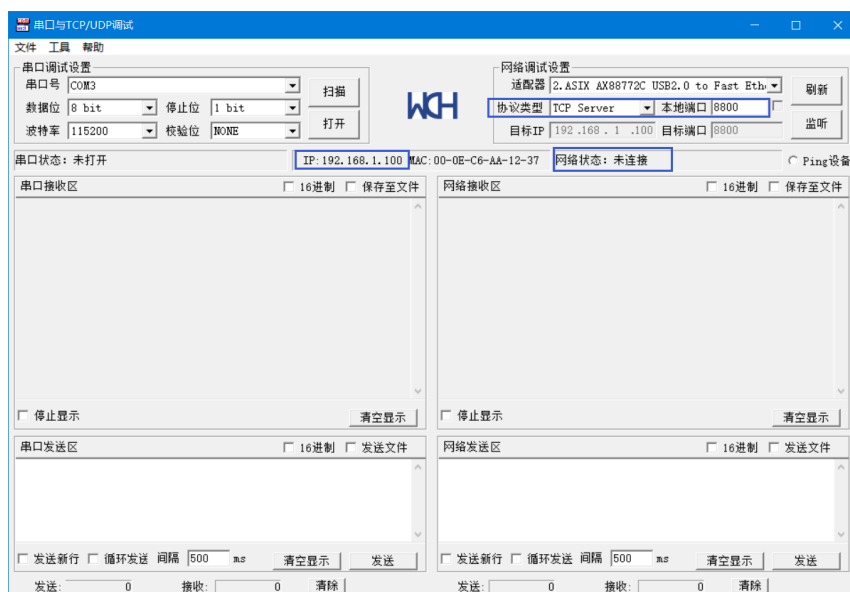 串口与TCP/UDP调试
文件 工具 帮助
串口调试设置 网络调试设置
串口号 COM3 扫描 适配器 2.ASIX AX88772C USB2.0 to Fast Eth 刷新
WCH
数据位 8 bit 停止位 1 bit 协议类型 TCP Server 本地端口 8800
波特率 115200 校验位 NONE 打开 目标IP 192.168.1.100 目标端口 8800 监听
串口状态：未打开 IP:192.168.1.100 MAC:00-0E-C6-AA-12-37 网络状态：未连接 Ping设备
串口接收区 16进制 保存至文件 网络接收区 16进制 保存至文件
停止显示 清空显示 停止显示 清空显示
串口发送区 16进制 发送文件 网络发送区 16进制 发送文件
发送新行 循环发送 间隔 500 ms 清空显示 发送 发送新行 循环发送 间隔 500 ms 清空显示 发送
发送: 0 接收: 0 清除 发送: 0 接收: 0 清除